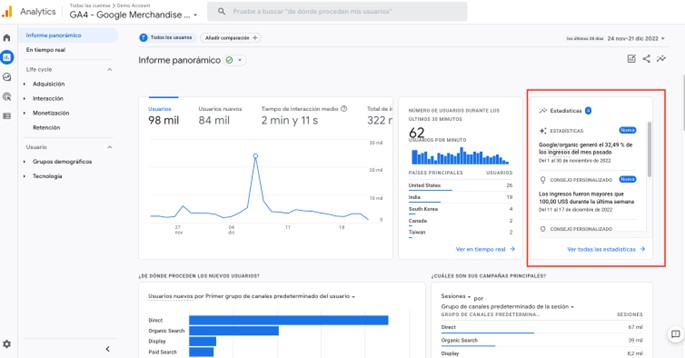 Analytics
Todas las cuentas > Demo Account
GA4 - Google Merchandise ...
Prueba a buscar "de dónde proceden mis usuarios"
Informe panorámico
En tiempo real
Life cycle
Adquisición
Interacción
Monetización
Retención
Usuario
Grupos demográficos
Tecnología
Todos los usuarios
Añadir comparación +
los últimos 28 días 24 nov-21 dic 2022
Informe panorámico
Usuarios
98 mil
Usuarios nuevos
84 mil
Tiempo de interacción medio
2 min y 11 s
Total de i
322 r
30 mil
20 mil
10 mil
0
27
nov
04
dic
11
19
NÚMERO DE USUARIOS DURANTE LOS
ÚLTIMOS 30 MINUTOS
62
USUARIOS POR MINUTO
PAÍSES PRINCIPALES USUARIOS
United States 26
India 19
South Korea 4
Canada 2
Taiwan 2
Ver en tiempo real
Estadísticas
ESTADÍSTICAS Nueva
Google/organic generó el 32,49 % de
los ingresos del mes pasado
Del 1 al 30 de noviembre de 2022
CONSEJO PERSONALIZADO Nueva
Los ingresos fueron mayores que
100,00 US$ durante la última semana
Del 11 al 17 de diciembre de 2022
CONSEJO PERSONALIZADO
Ver todas las estadísticas
¿DE DÓNDE PROCEDEN LOS NUEVOS USUARIOS?
Usuarios nuevos por Primer grupo de canales predeterminado del usuario
Direct
Organic Search
Display
Paid Search
¿CUÁLES SON SUS CAMPAÑAS PRINCIPALES?
Sesiones por
Grupo de canales predeterminado de la sesión
GRUPO DE CANALES PREDETERMINA... SESIONES
Direct 67 mil
Organic Search 39 mil
Display 8,2 mil